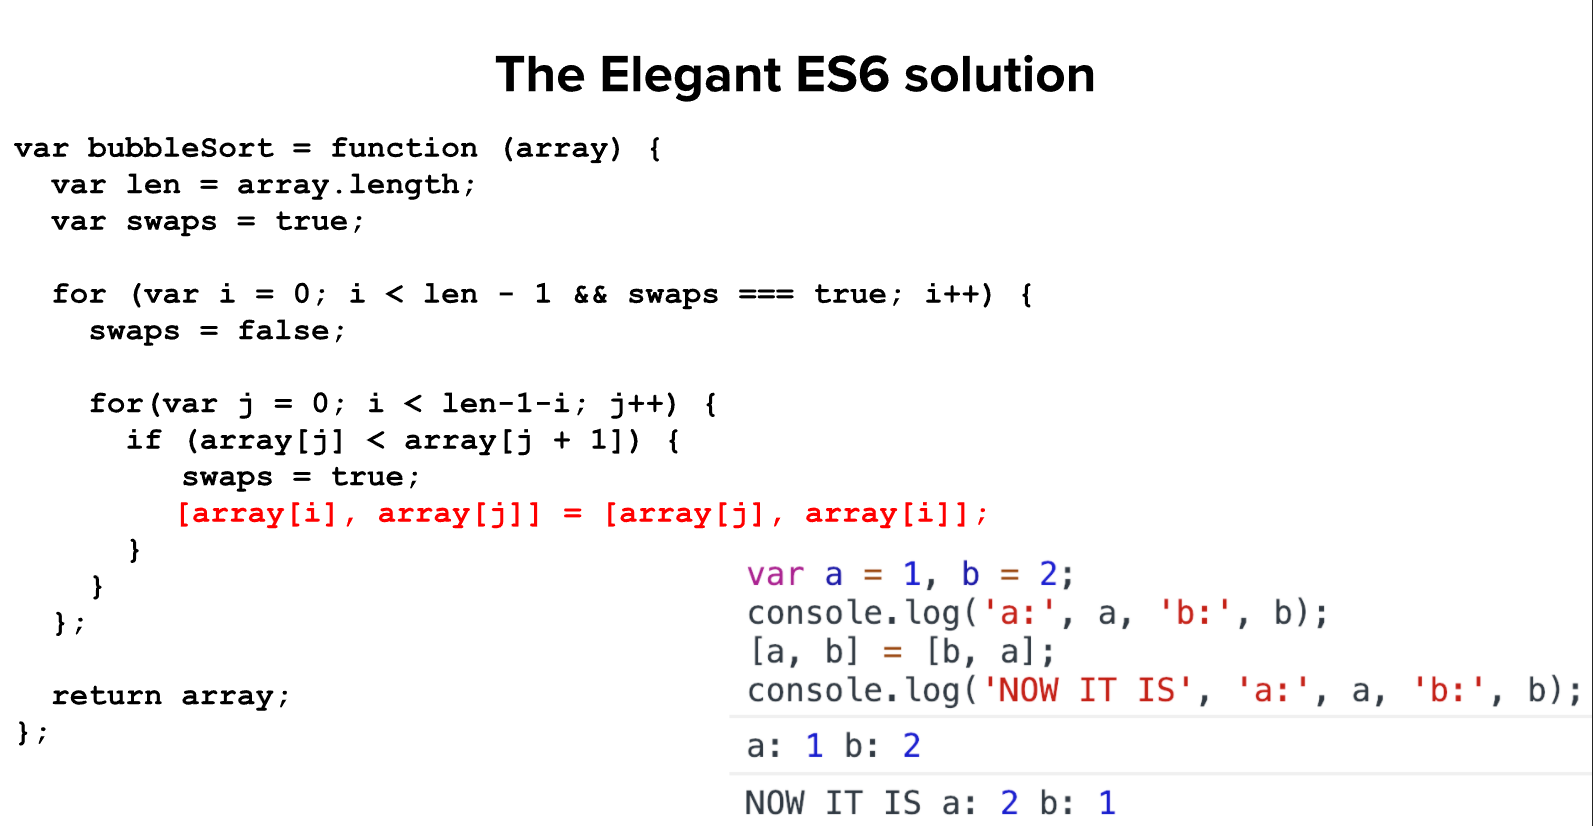 The Elegant ES6 solution
var bubbleSort = function (array) {
  var len = array.length;
  var swaps = true;

  for (var i = 0; i < len - 1 && swaps === true; i++) {
    swaps = false;

    for(var j = 0; i < len-1-i; j++) {
      if (array[j] < array[j + 1]) {
         swaps = true;
         [array[i], array[j]] = [array[j], array[i]];
      }
    }
  };

  return array;
};
var a = 1, b = 2;
console.log('a:', a, 'b:', b);
[a, b] = [b, a];
console.log('NOW IT IS', 'a:', a, 'b:', b);
a: 1 b: 2
NOW IT IS a: 2 b: 1